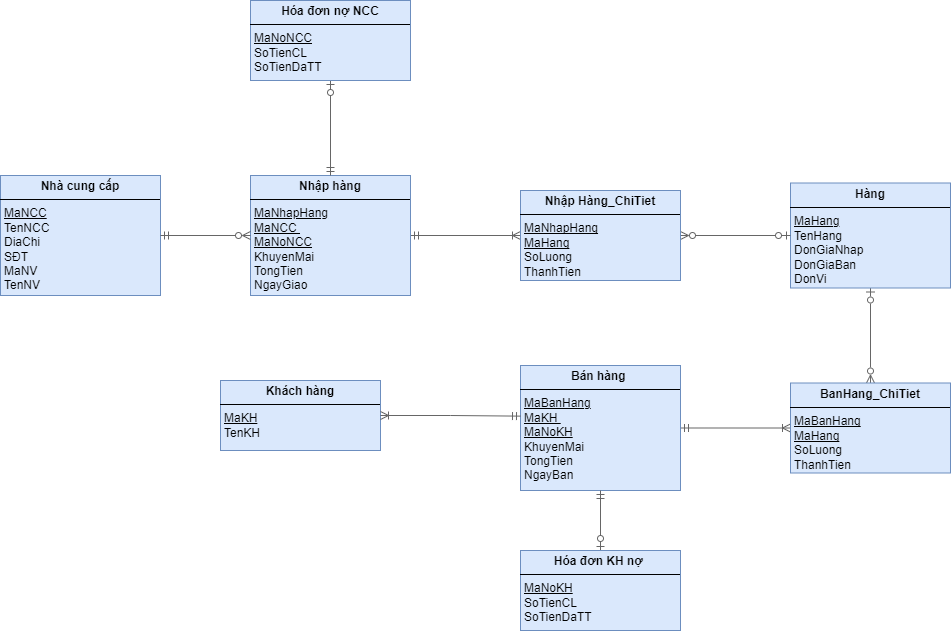 Hóa đơn nợ NCC
MaNoNCC
SoTienCL
SoTienDaTT
Nhà cung cấp
MaNCC
TenNCC
DiaChi
SĐT
MaNV
TenNV
Nhập hàng
MaNhapHang
MaNCC
MaNoNCC
KhuyenMai
TongTien
NgayGiao
Nhập Hàng_ChiTiet
MaNhapHang
MaHang
SoLuong
ThanhTien
Hàng
MaHang
TenHang
DonGiaNhap
DonGiaBan
DonVi
Khách hàng
MaKH
TenKH
Bán hàng
MaBanHang
MaKH
MaNoKH
KhuyenMai
TongTien
NgayBan
BanHang_ChiTiet
MaBanHang
MaHang
SoLuong
ThanhTien
Hóa đơn KH nợ
MaNoKH
SoTienCL
SoTienDaTT